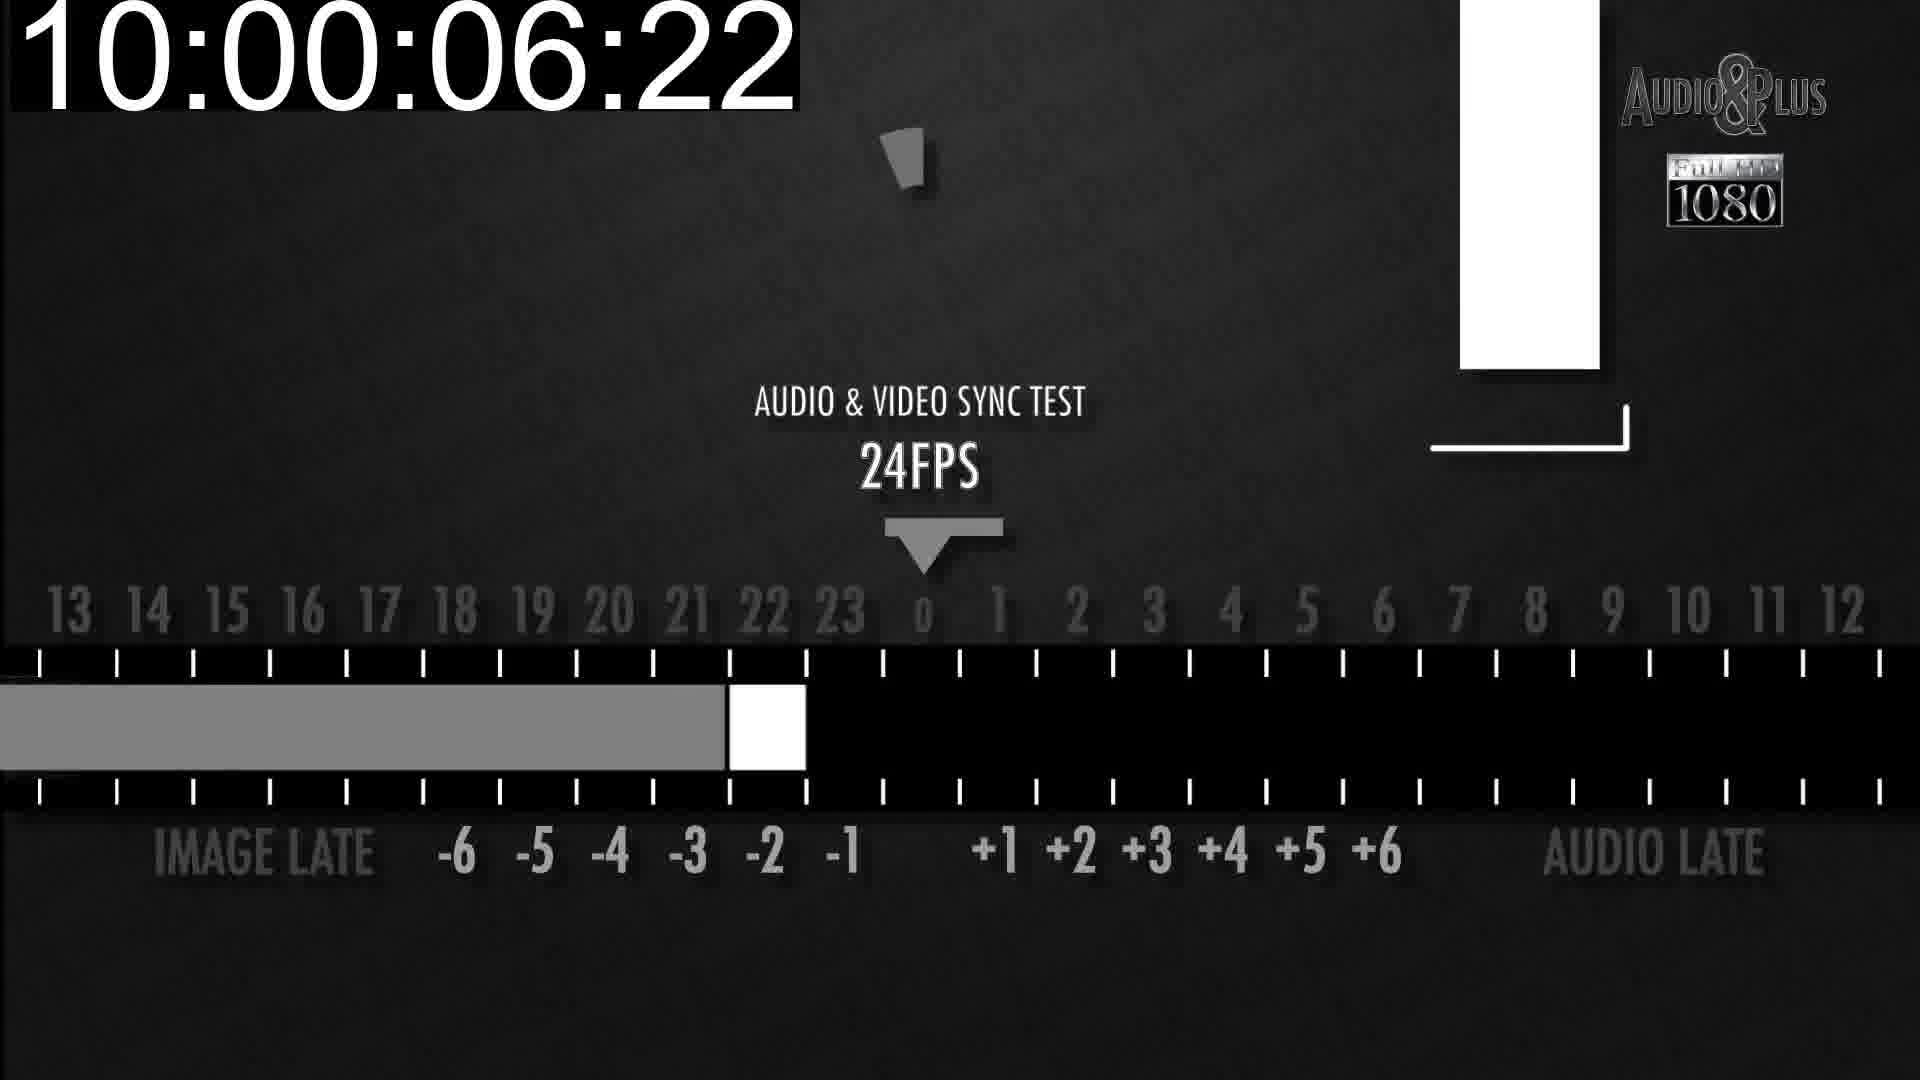 10:00:06:22
AUDIO & PLUS
Full HD
1080
AUDIO & VIDEO SYNC TEST
24FPS
13 14 15 16 17 18 19 20 21 22 23 0 1 2 3 4 5 6 7 8 9 10 11 12
IMAGE LATE -6 -5 -4 -3 -2 -1 +1 +2 +3 +4 +5 +6 AUDIO LATE